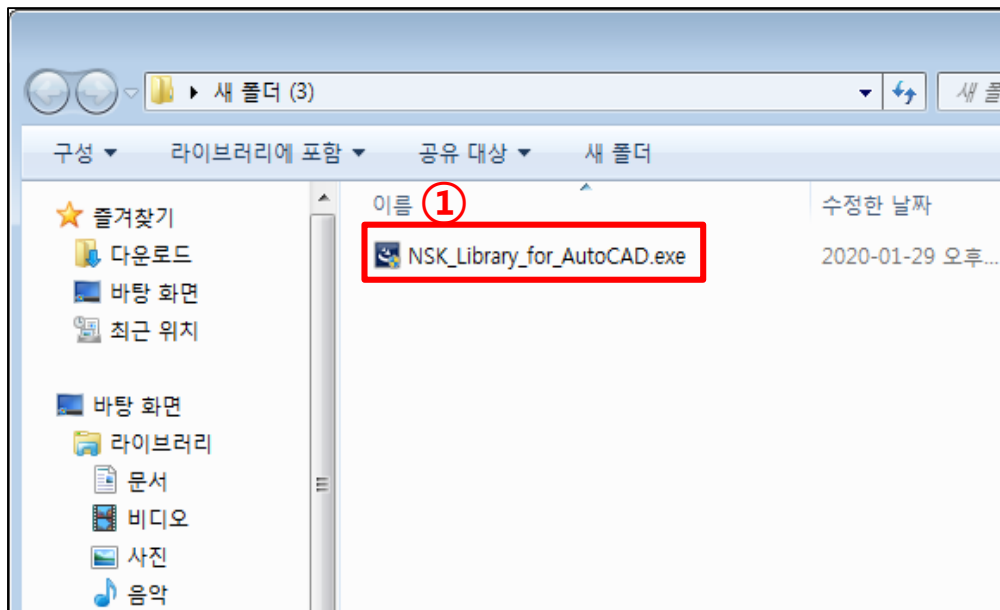 새 폴더 (3)
새 폴
구성 라이브러리에 포함 공유 대상 새 폴더
이름 ① 수정한 날짜
즐겨찾기
NSK_Library_for_AutoCAD.exe 2020-01-29 오후...
다운로드
바탕 화면
최근 위치
바탕 화면
라이브러리
문서
비디오
사진
음악